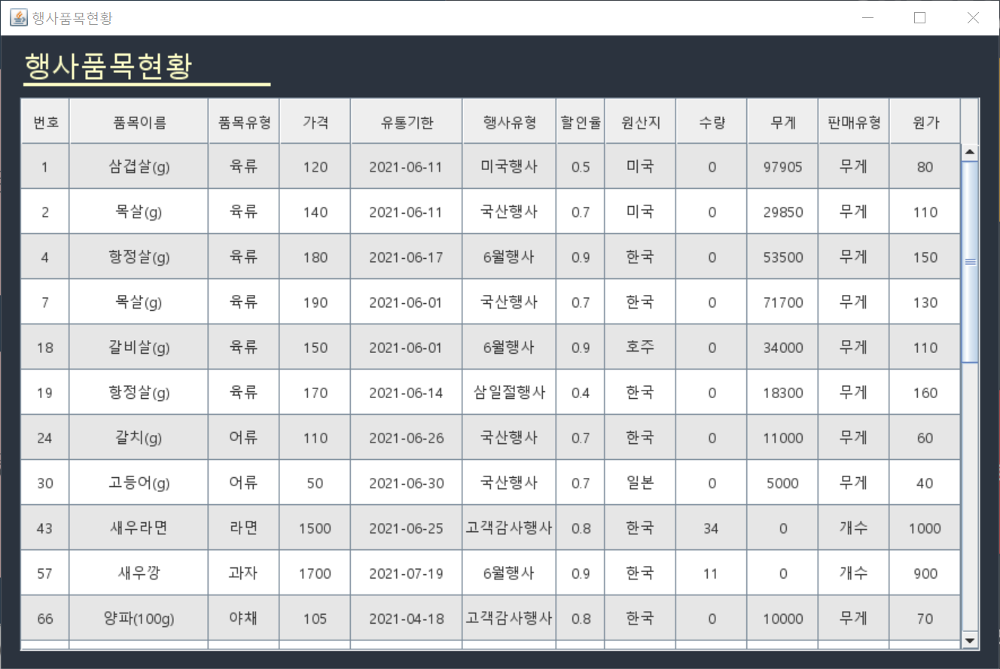 행사품목현황
행사품목현황
번호 품목이름 품목유형 가격 유통기한 행사유형 할인율 원산지 수량 무게 판매유형 원가
1 삼겹살(g) 육류 120 2021-06-11 미국행사 0.5 미국 0 97905 무게 80
2 목살(g) 육류 140 2021-06-11 국산행사 0.7 미국 0 29850 무게 110
4 항정살(g) 육류 180 2021-06-17 6월행사 0.9 한국 0 53500 무게 150
7 목살(g) 육류 190 2021-06-01 국산행사 0.7 한국 0 71700 무게 130
18 갈비살(g) 육류 150 2021-06-01 6월행사 0.9 호주 0 34000 무게 110
19 항정살(g) 육류 170 2021-06-14 삼일절행사 0.4 한국 0 18300 무게 160
24 갈치(g) 어류 110 2021-06-26 국산행사 0.7 한국 0 11000 무게 60
30 고등어(g) 어류 50 2021-06-30 국산행사 0.7 일본 0 5000 무게 40
43 새우라면 라면 1500 2021-06-25 고객감사행사 0.8 한국 34 0 개수 1000
57 새우깡 과자 1700 2021-07-19 6월행사 0.9 한국 11 0 개수 900
66 양파(100g) 야채 105 2021-04-18 고객감사행사 0.8 한국 0 10000 무게 70